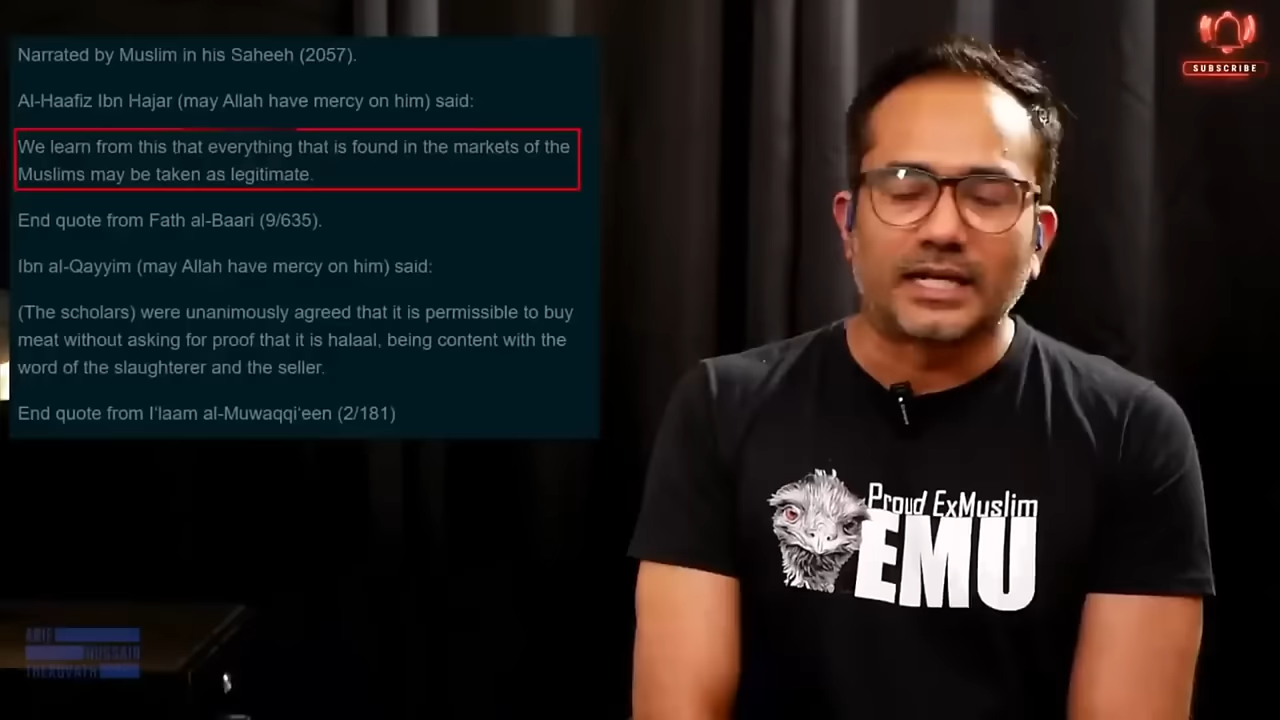 Narrated by Muslim in his Saheeh (2057).
Al-Haafiz Ibn Hajar (may Allah have mercy on him) said:
We learn from this that everything that is found in the markets of the
Muslims may be taken as legitimate.
End quote from Fath al-Baari (9/635).
Ibn al-Qayyim (may Allah have mercy on him) said:
(The scholars) were unanimously agreed that it is permissible to buy
meat without asking for proof that it is halaal, being content with the
word of the slaughterer and the seller.
End quote from I‘laam al-Muwaqqi‘een (2/181)
SUBSCRIBE
Proud ExMuslim
EMU
ARIF
HUSSAIN
THERUVATH